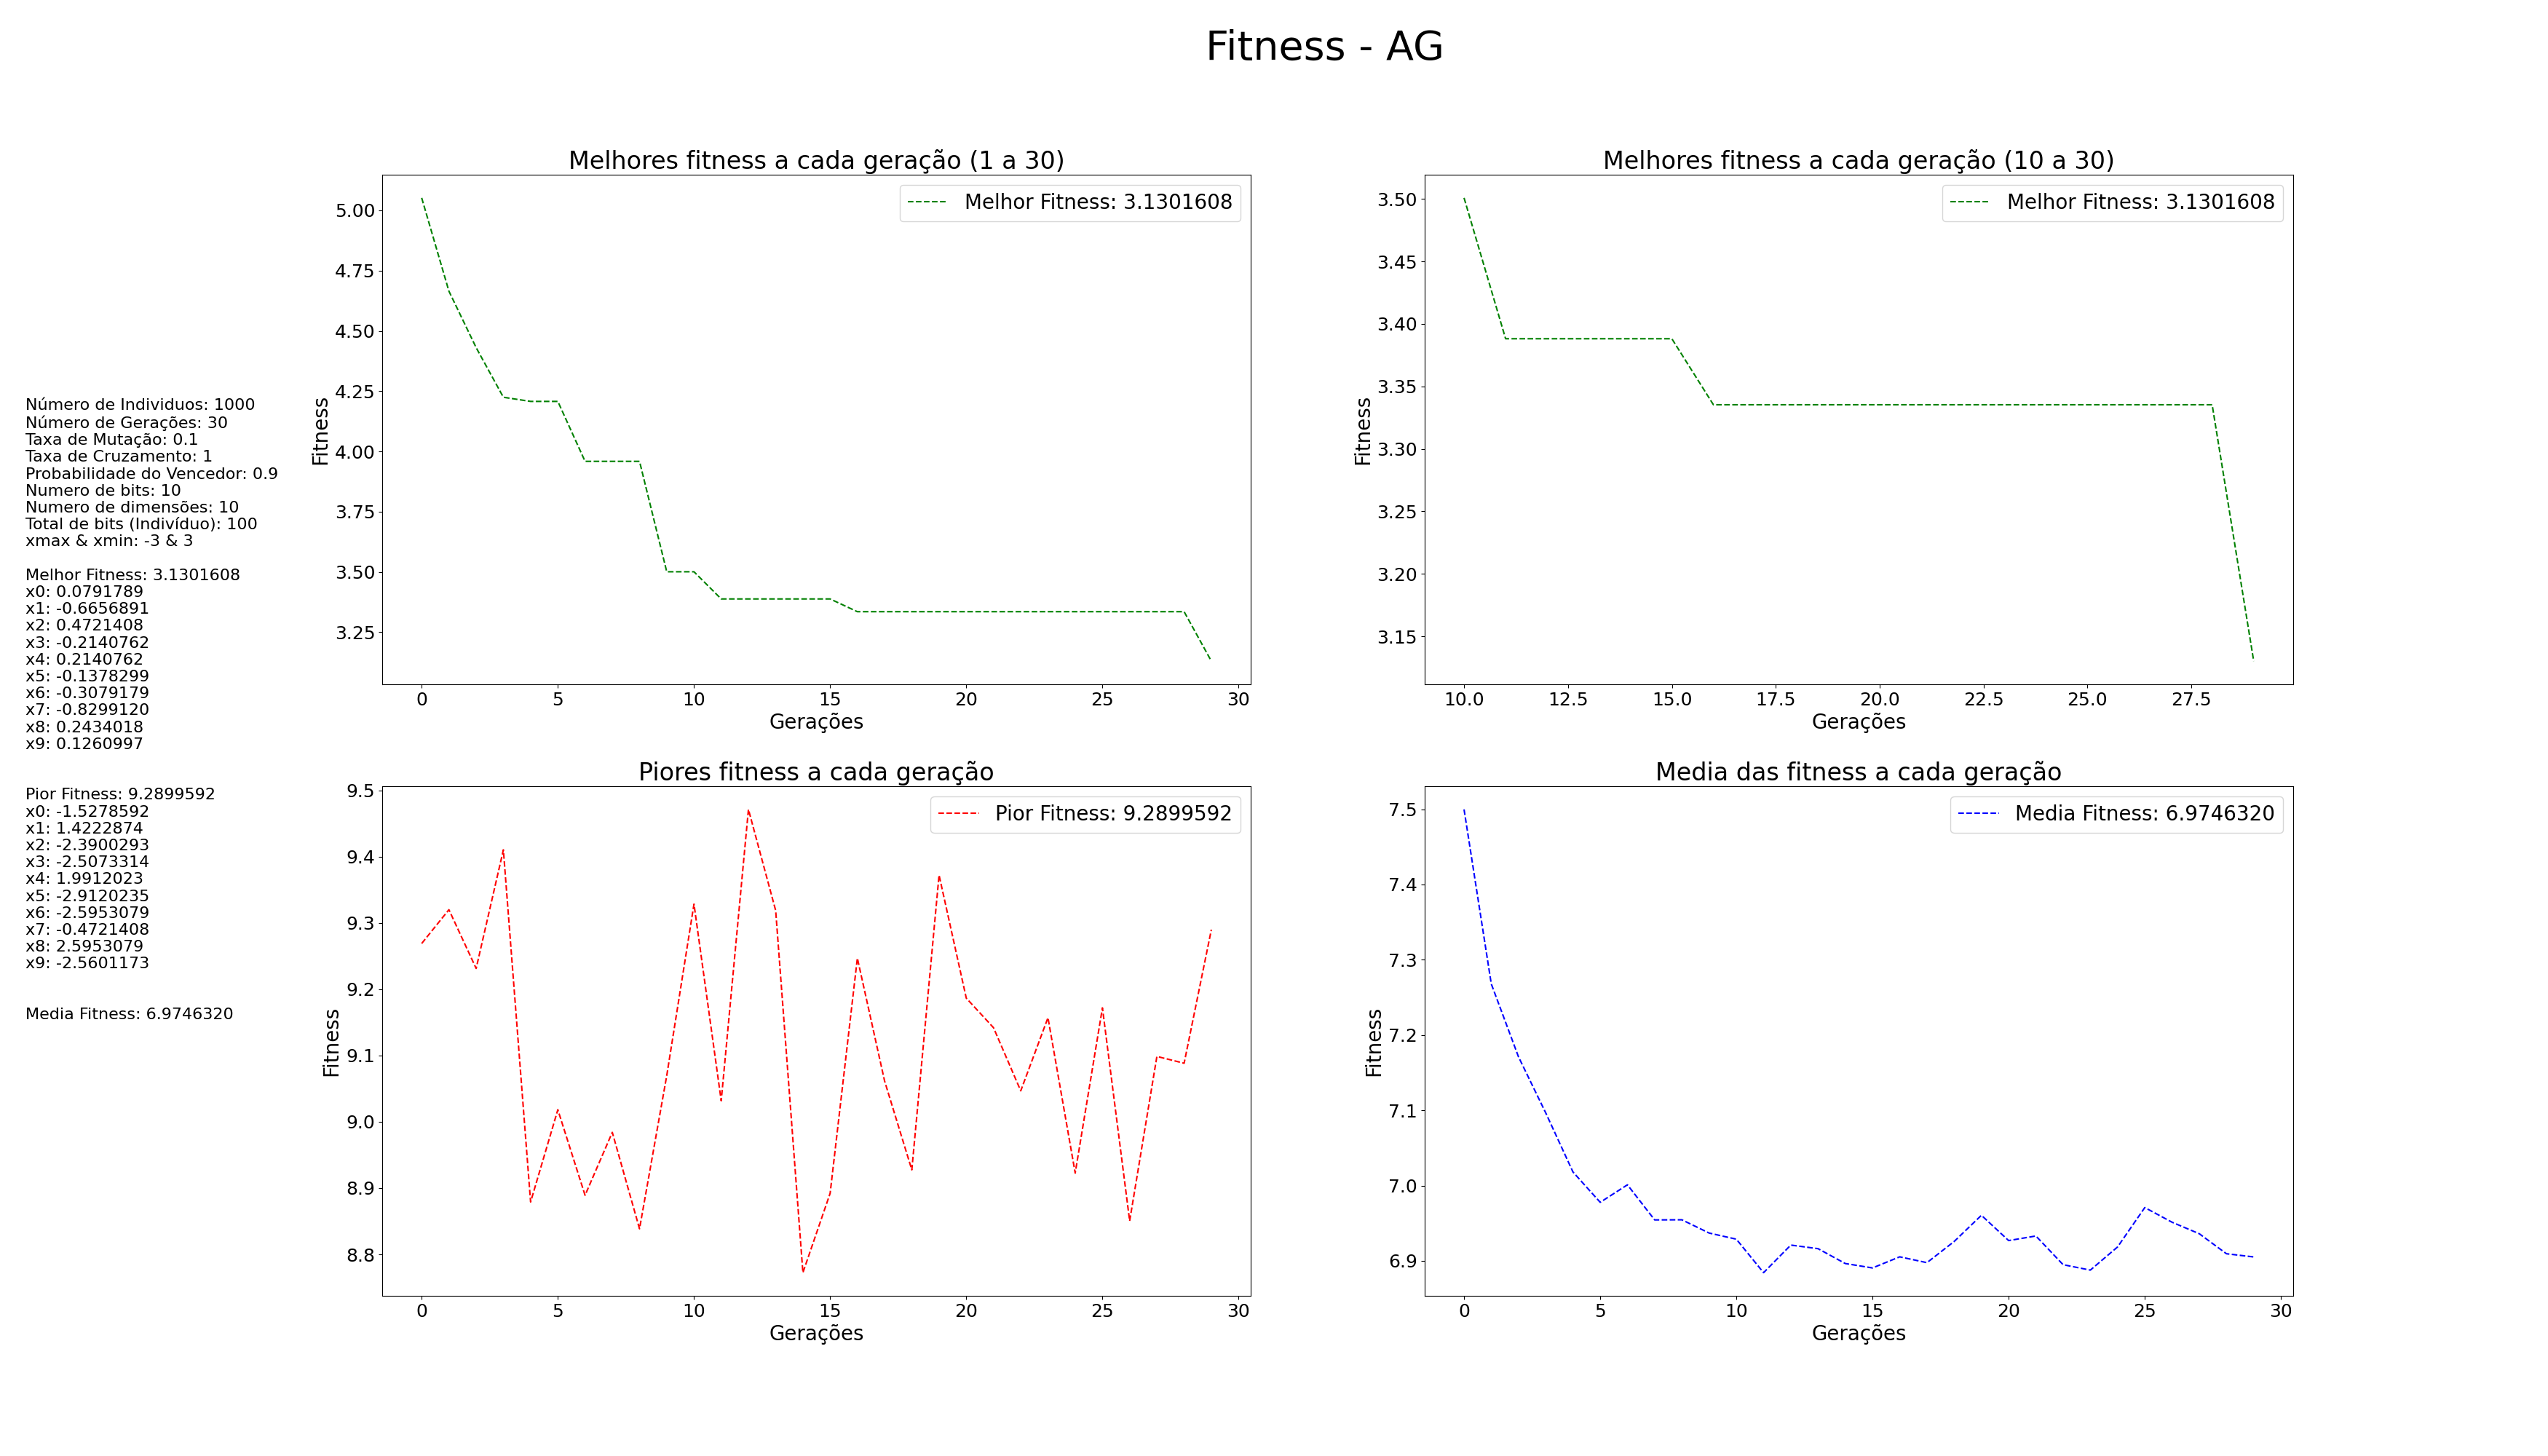 Fitness - AG
Número de Individuos: 1000
Número de Gerações: 30
Taxa de Mutação: 0.1
Taxa de Cruzamento: 1
Probabilidade do Vencedor: 0.9
Numero de bits: 10
Numero de dimensões: 10
Total de bits (Indivíduo): 100
xmax & xmin: -3 & 3
Melhor Fitness: 3.1301608
x0: 0.0791789
x1: -0.6656891
x2: 0.4721408
x3: -0.2140762
x4: 0.2140762
x5: -0.1378299
x6: -0.3079179
x7: -0.8299120
x8: 0.2434018
x9: 0.1260997
Pior Fitness: 9.2899592
x0: -1.5278592
x1: 1.4222874
x2: -2.3900293
x3: -2.5073314
x4: 1.9912023
x5: -2.9120235
x6: -2.5953079
x7: -0.4721408
x8: 2.5953079
x9: -2.5601173
Media Fitness: 6.9746320
Melhores fitness a cada geração (1 a 30)
Melhor Fitness: 3.1301608
Fitness
5.00
4.75
4.50
4.25
4.00
3.75
3.50
3.25
0 5 10 15 20 25 30
Gerações
Melhores fitness a cada geração (10 a 30)
Melhor Fitness: 3.1301608
Fitness
3.50
3.45
3.40
3.35
3.30
3.25
3.20
3.15
10.0 12.5 15.0 17.5 20.0 22.5 25.0 27.5
Gerações
Piores fitness a cada geração
Pior Fitness: 9.2899592
Fitness
9.5
9.4
9.3
9.2
9.1
9.0
8.9
8.8
0 5 10 15 20 25 30
Gerações
Media das fitness a cada geração
Media Fitness: 6.9746320
Fitness
7.5
7.4
7.3
7.2
7.1
7.0
6.9
0 5 10 15 20 25 30
Gerações